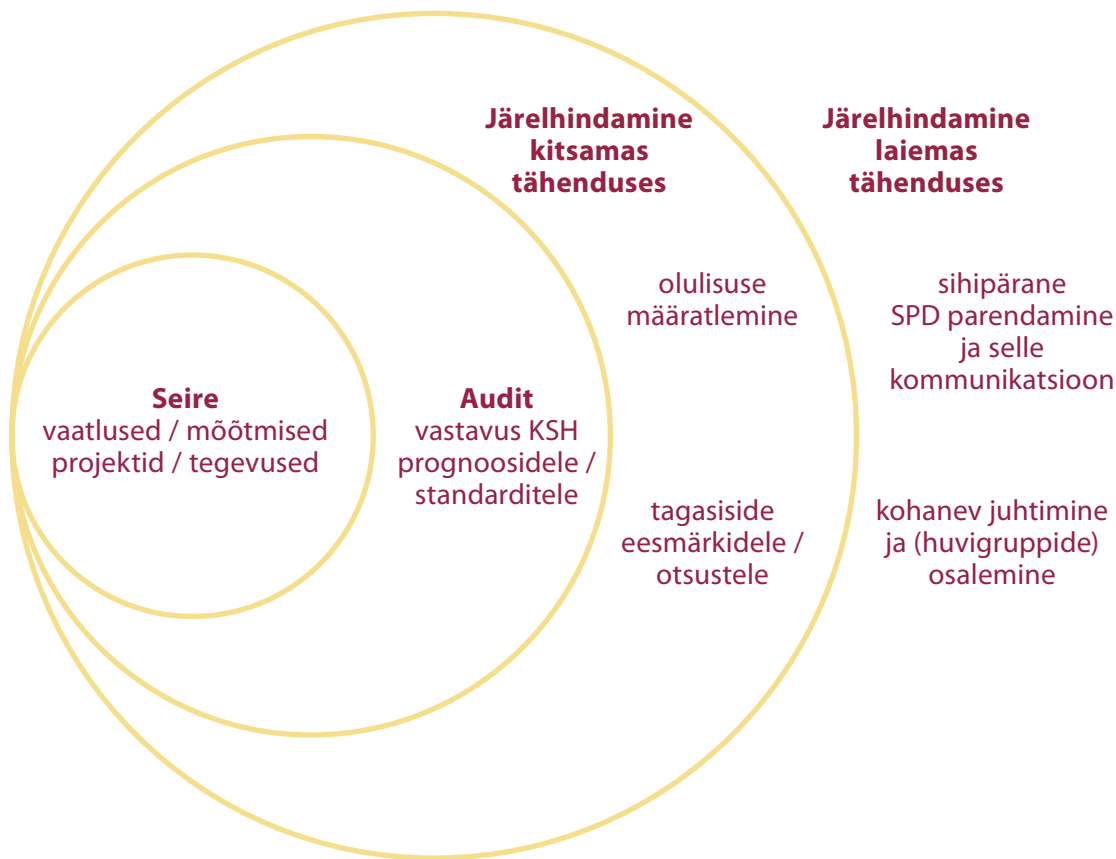 Järelhindamine
kitsamas
tähenduses
Järelhindamine
laiemas
tähenduses
olulisuse
määratlemine
sihipärane
SPD parendamine
ja selle
kommunikatsioon
Seire
vaatlused / mõõtmised
projektid / tegevused
Audit
vastavus KSH
prognoosidele /
standarditele
tagasiside
eesmärkidele /
otsustele
kohanev juhtimine
ja (huvigruppide)
osalemine